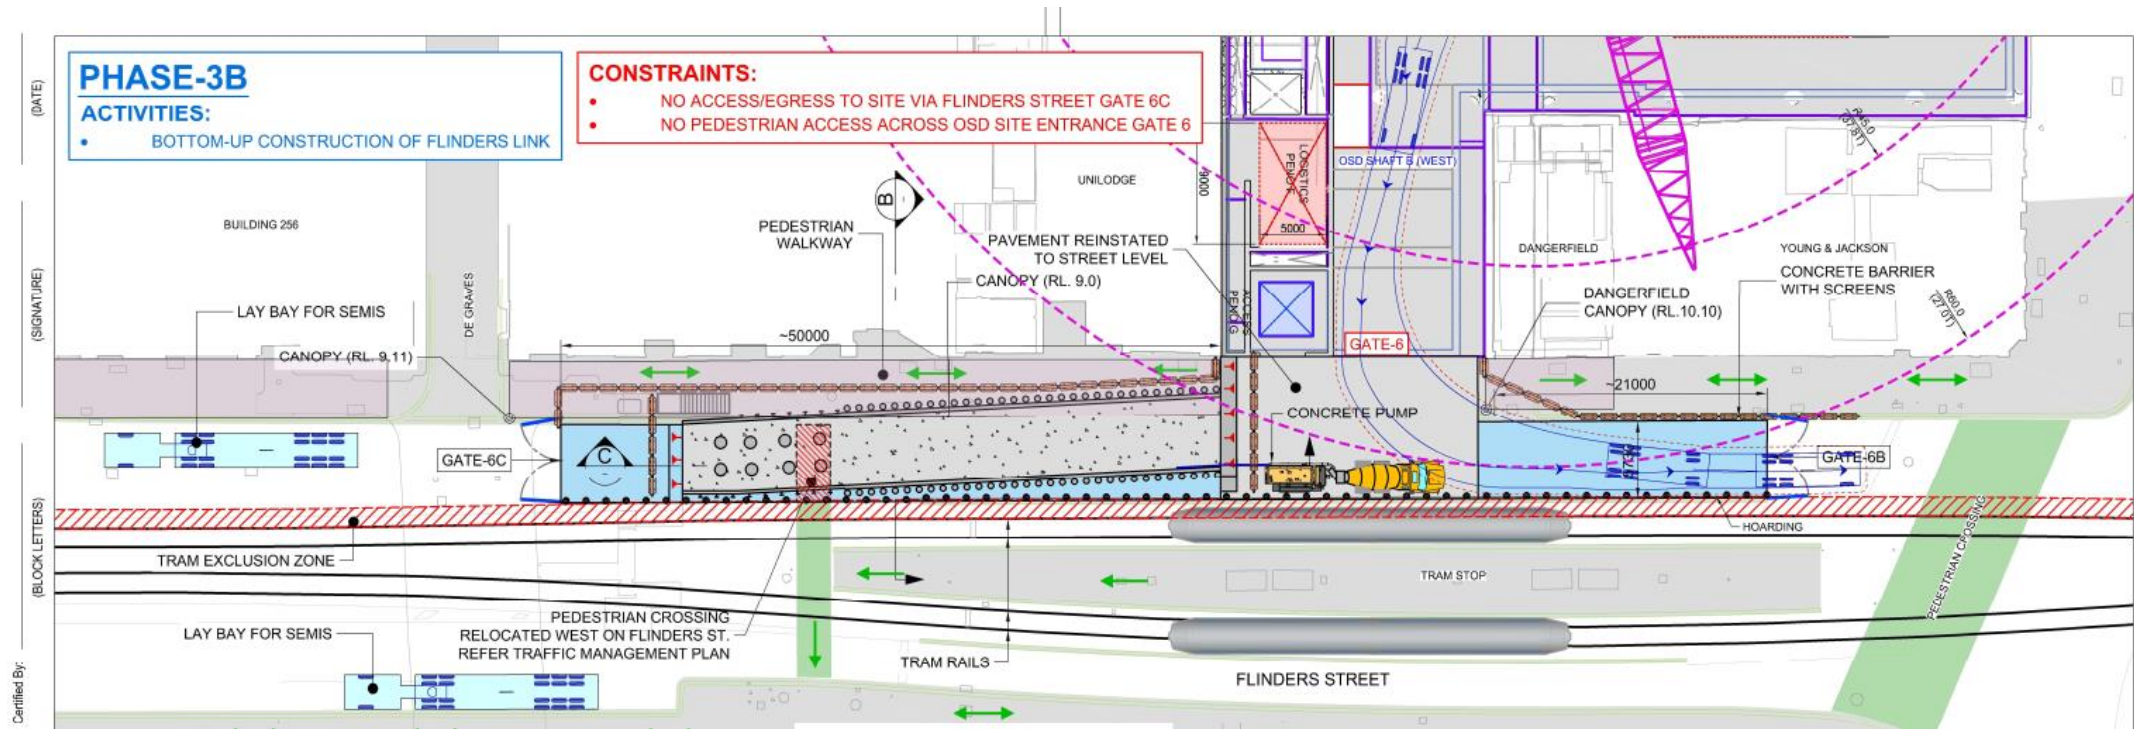 (DATE)
(SIGNATURE)
(BLOCK LETTERS)
Certified By:
PHASE-3B
ACTIVITIES:
• BOTTOM-UP CONSTRUCTION OF FLINDERS LINK
CONSTRAINTS:
• NO ACCESS/EGRESS TO SITE VIA FLINDERS STREET GATE 6C
• NO PEDESTRIAN ACCESS ACROSS OSD SITE ENTRANCE GATE 6
BUILDING 256
DE GRAVES
UNILODGE
B
PEDESTRIAN
WALKWAY
PAVEMENT REINSTATED
TO STREET LEVEL
CANOPY (RL. 9.0)
9000
LOGISTICS
5000
OSD SHAFT B (WEST)
R45.0
R60.0
(27.0T)
DANGERFIELD
YOUNG & JACKSON
CONCRETE BARRIER
WITH SCREENS
DANGERFIELD
CANOPY (RL.10.10)
LAY BAY FOR SEMIS
CANOPY (RL. 9.11)
~50000
GATE-6
~21000
CONCRETE PUMP
GATE-6C
C
GATE-6B
HOARDING
TRAM EXCLUSION ZONE
TRAM STOP
PEDESTRIAN CROSSING
PEDESTRIAN CROSSING
RELOCATED WEST ON FLINDERS ST.
REFER TRAFFIC MANAGEMENT PLAN
LAY BAY FOR SEMIS
TRAM RAILS
FLINDERS STREET